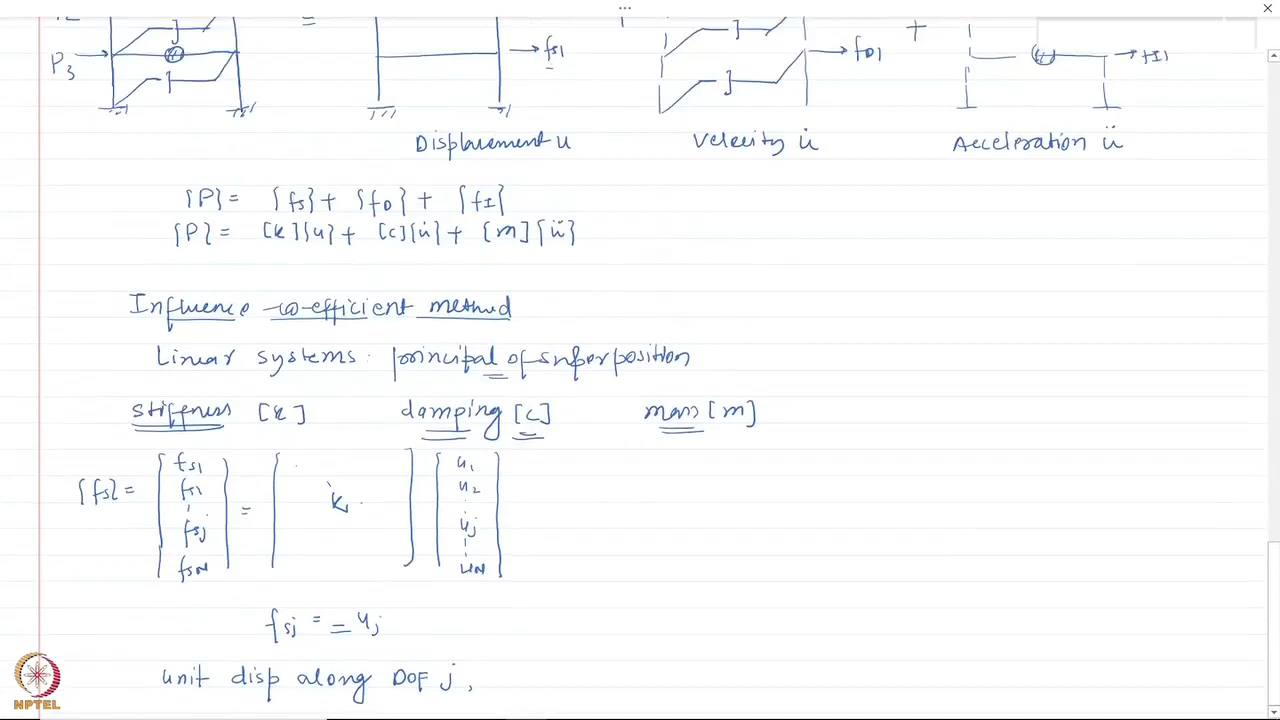 P3
fs1
fD1
+
fI1
Displacement u Velocity u̇ Acceleration ü
{P} = {fs} + {fD} + {fI}
{P} = [k]{u} + [c]{u̇} + [m]{ü}
Influence co-efficient method
Linear systems. principal of superposition
stiffness [k] damping [c] mass [m]
{fs} = [fs1 fs2 fsj fsN] = [k] [u1 u2 uj uN]
fsj = = uj
unit disp along DOF j,
NPTEL